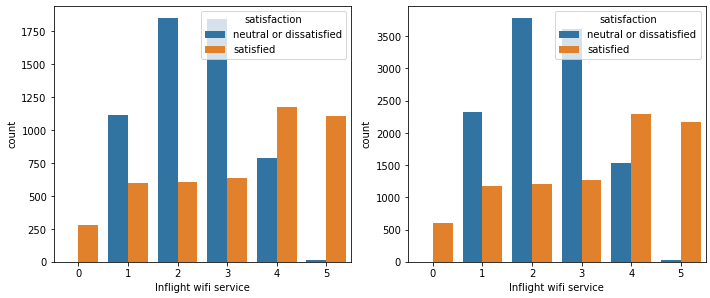 satisfaction
neutral or dissatisfied
satisfied
1750
1500
1250
1000
750
500
250
0
count
0 1 2 3 4 5
Inflight wifi service
satisfaction
neutral or dissatisfied
satisfied
3500
3000
2500
2000
1500
1000
500
0
count
0 1 2 3 4 5
Inflight wifi service